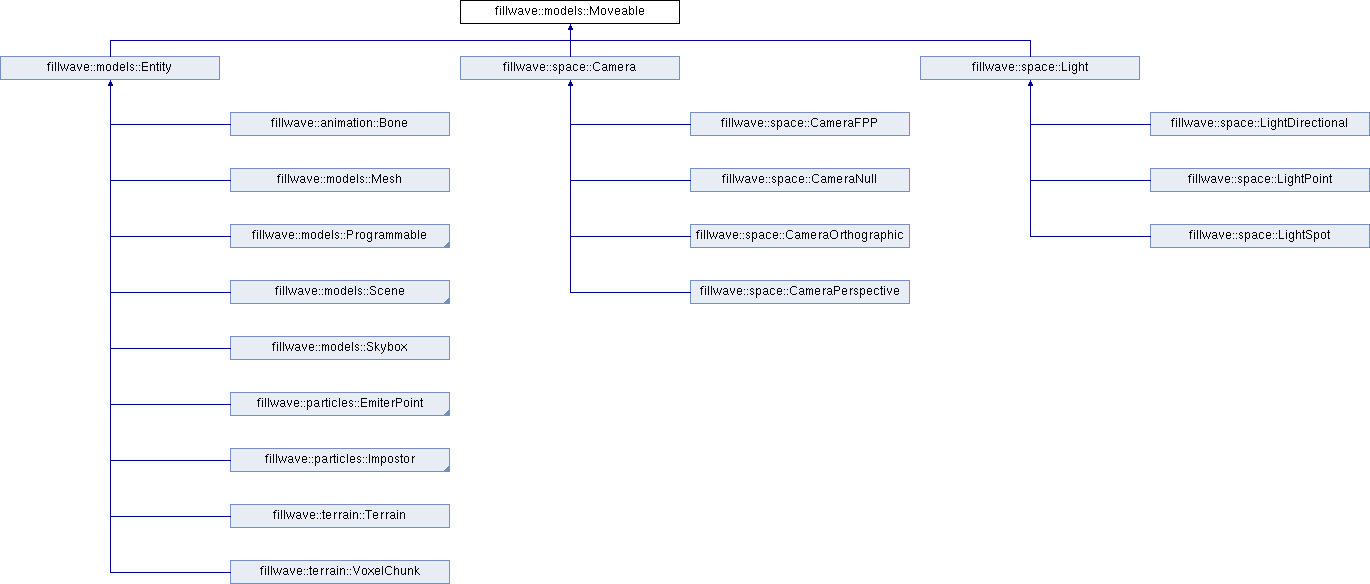 fillwave::models::Moveable
fillwave::models::Entity
fillwave::space::Camera
fillwave::space::Light
fillwave::animation::Bone
fillwave::space::CameraFPP
fillwave::space::LightDirectional
fillwave::models::Mesh
fillwave::space::CameraNull
fillwave::space::LightPoint
fillwave::models::Programmable
fillwave::space::CameraOrthographic
fillwave::space::LightSpot
fillwave::models::Scene
fillwave::space::CameraPerspective
fillwave::models::Skybox
fillwave::particles::EmiterPoint
fillwave::particles::Impostor
fillwave::terrain::Terrain
fillwave::terrain::VoxelChunk